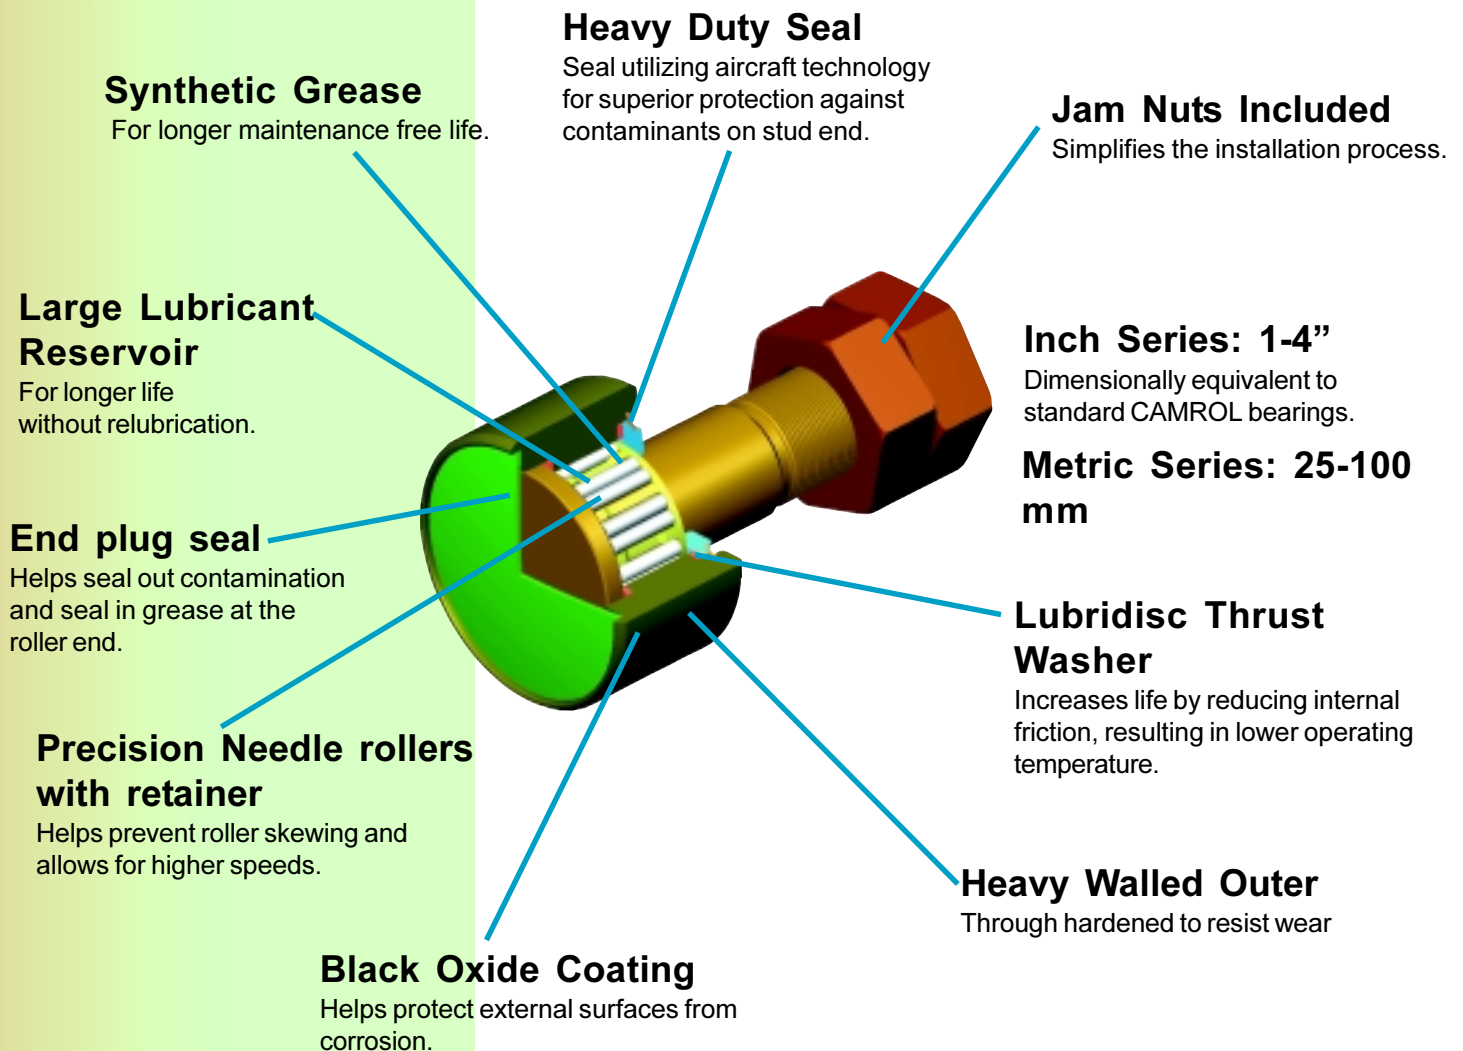 Heavy Duty Seal
Seal utilizing aircraft technology
for superior protection against
contaminants on stud end.
Synthetic Grease
For longer maintenance free life.
Jam Nuts Included
Simplifies the installation process.
Large Lubricant
Reservoir
For longer life
without relubrication.
Inch Series: 1-4”
Dimensionally equivalent to
standard CAMROL bearings.
Metric Series: 25-100
mm
End plug seal
Helps seal out contamination
and seal in grease at the
roller end.
Lubridisc Thrust
Washer
Increases life by reducing internal
friction, resulting in lower operating
temperature.
Precision Needle rollers
with retainer
Helps prevent roller skewing and
allows for higher speeds.
Heavy Walled Outer
Through hardened to resist wear
Black Oxide Coating
Helps protect external surfaces from
corrosion.